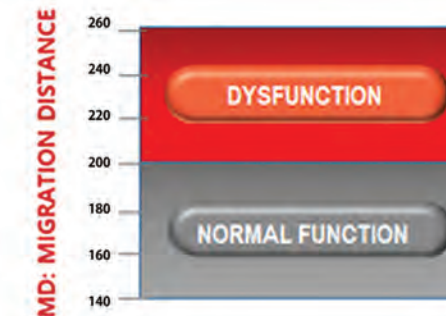 MD: MIGRATION DISTANCE
260
240
220
200
180
160
140
DYSFUNCTION
NORMAL FUNCTION